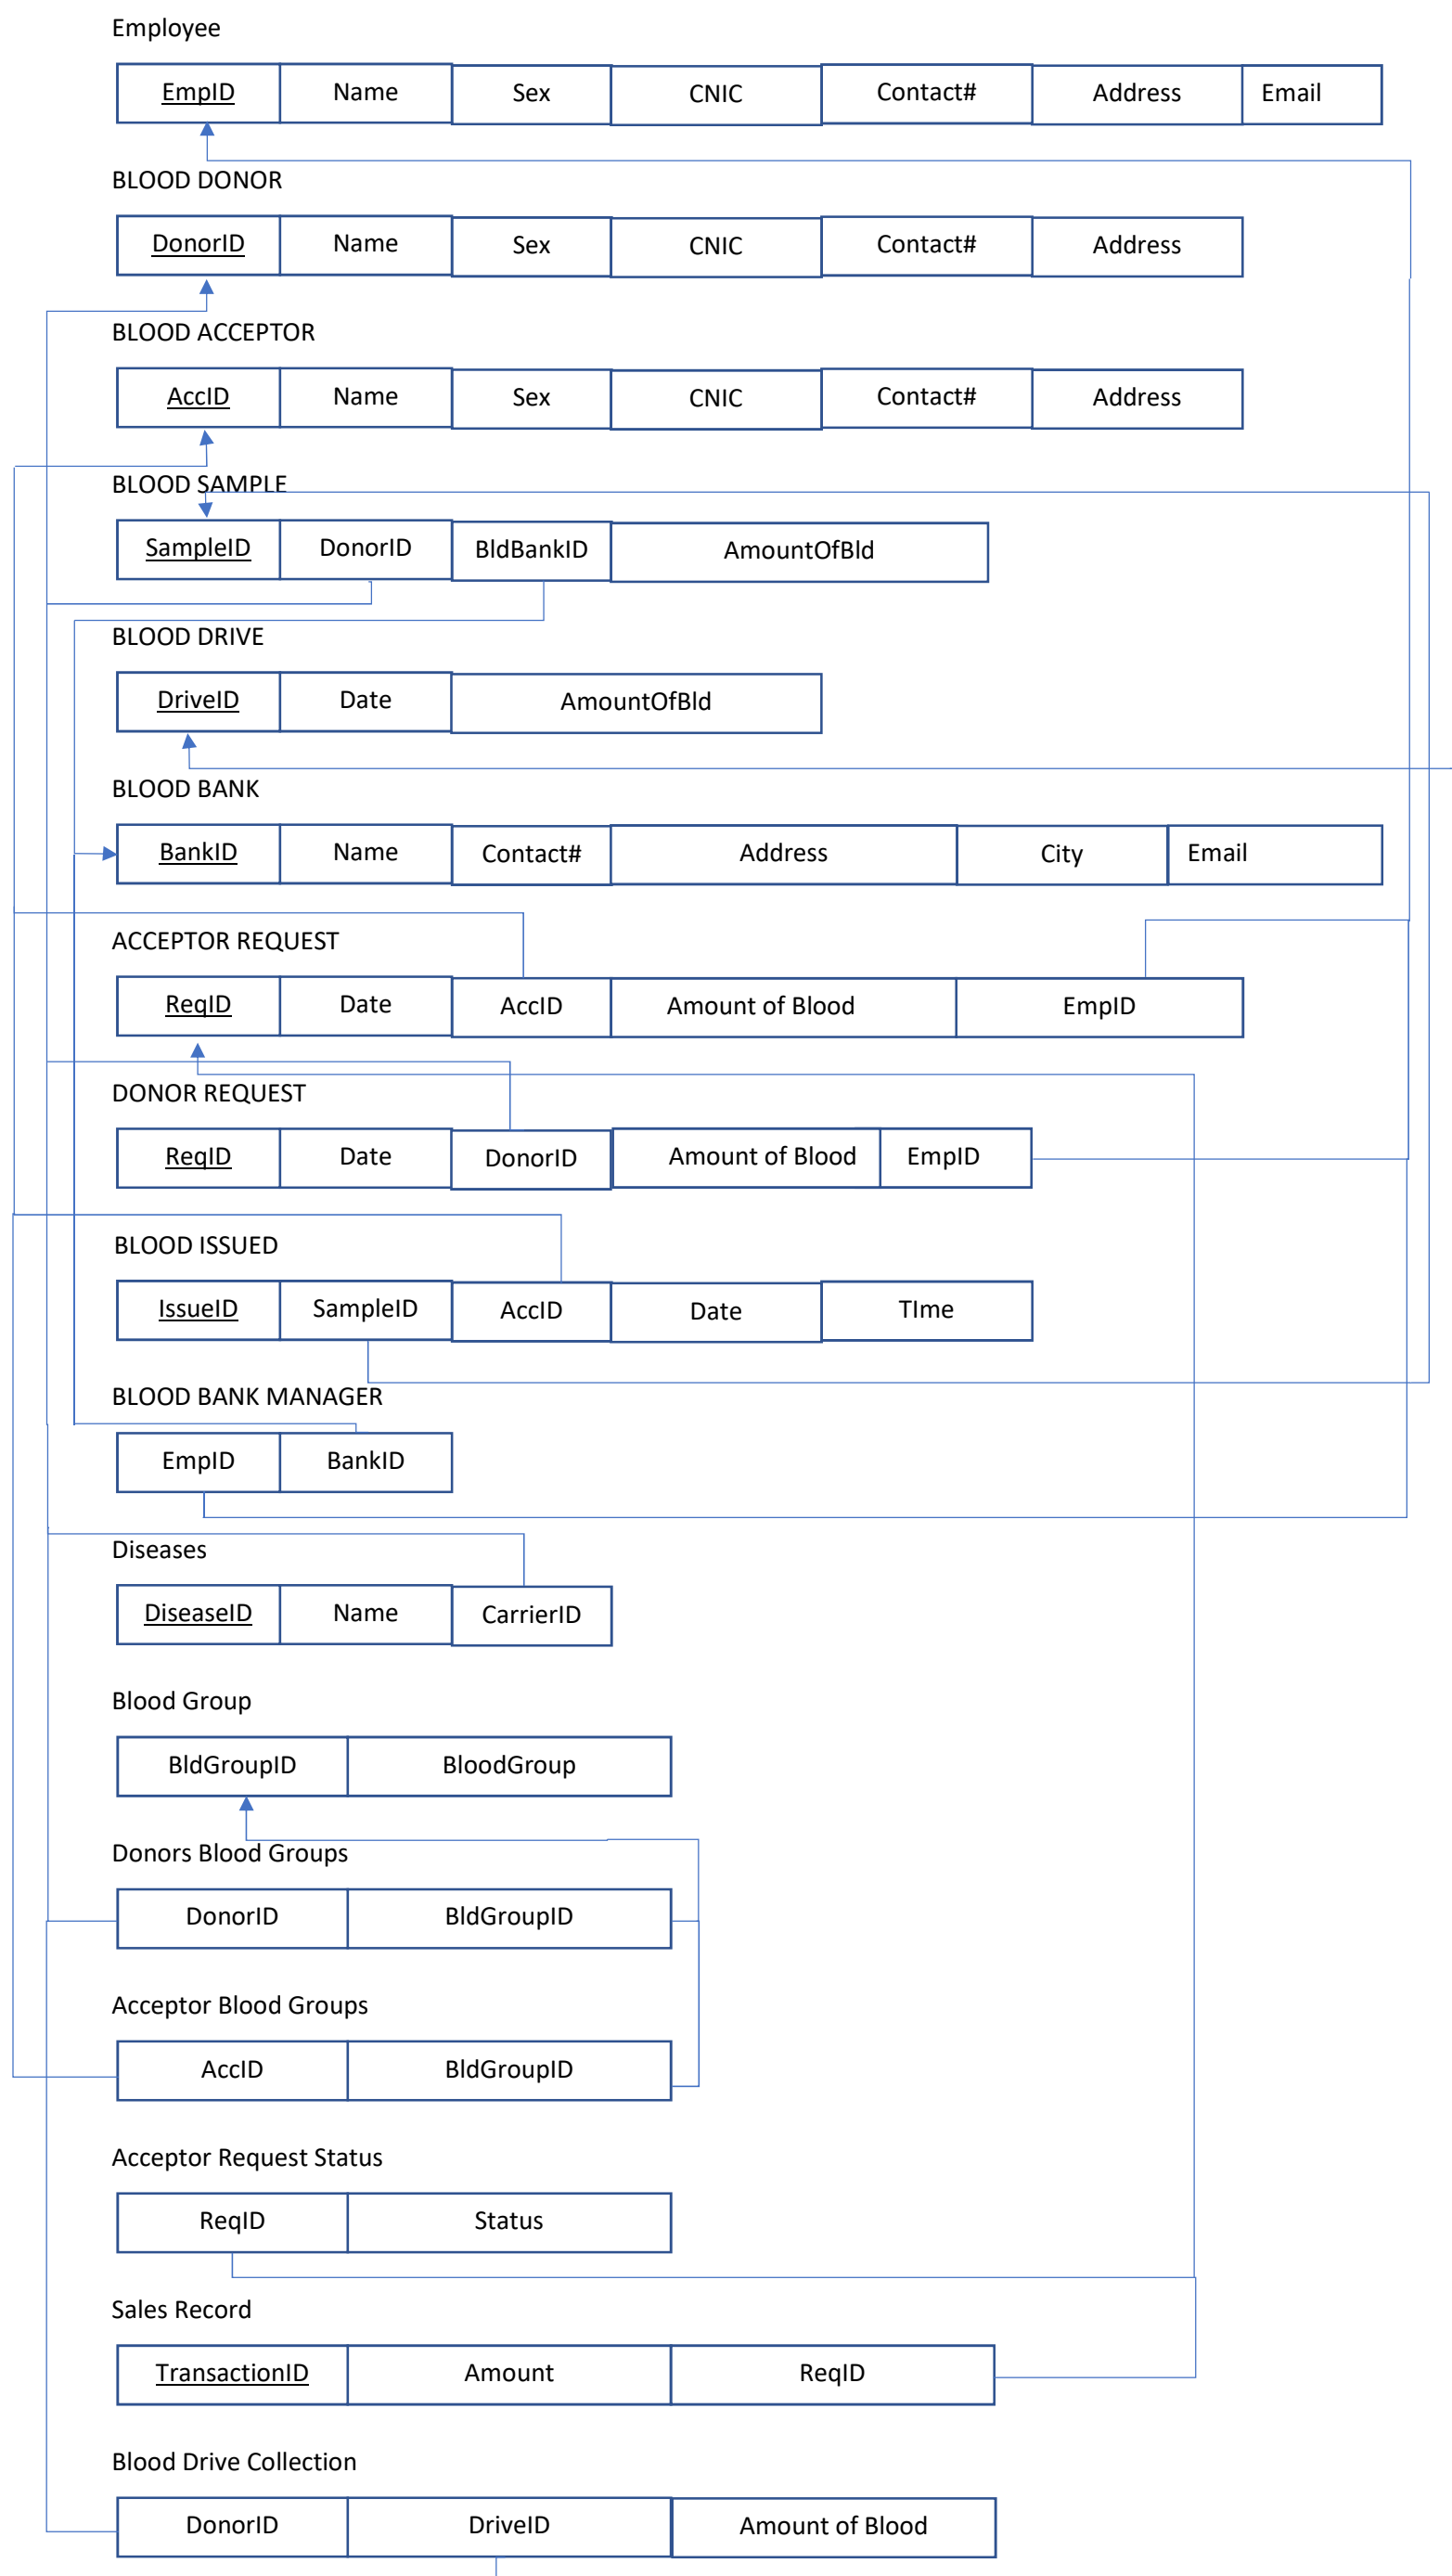 Employee
EmpID Name Sex CNIC Contact# Address Email
BLOOD DONOR
DonorID Name Sex CNIC Contact# Address
BLOOD ACCEPTOR
AccID Name Sex CNIC Contact# Address
BLOOD SAMPLE
SampleID DonorID BldBankID AmountOfBld
BLOOD DRIVE
DriveID Date AmountOfBld
BLOOD BANK
BankID Name Contact# Address City Email
ACCEPTOR REQUEST
ReqID Date AccID Amount of Blood EmpID
DONOR REQUEST
ReqID Date DonorID Amount of Blood EmpID
BLOOD ISSUED
IssueID SampleID AccID Date TIme
BLOOD BANK MANAGER
EmpID BankID
Diseases
DiseaseID Name CarrierID
Blood Group
BldGroupID BloodGroup
Donors Blood Groups
DonorID BldGroupID
Acceptor Blood Groups
AccID BldGroupID
Acceptor Request Status
ReqID Status
Sales Record
TransactionID Amount ReqID
Blood Drive Collection
DonorID DriveID Amount of Blood